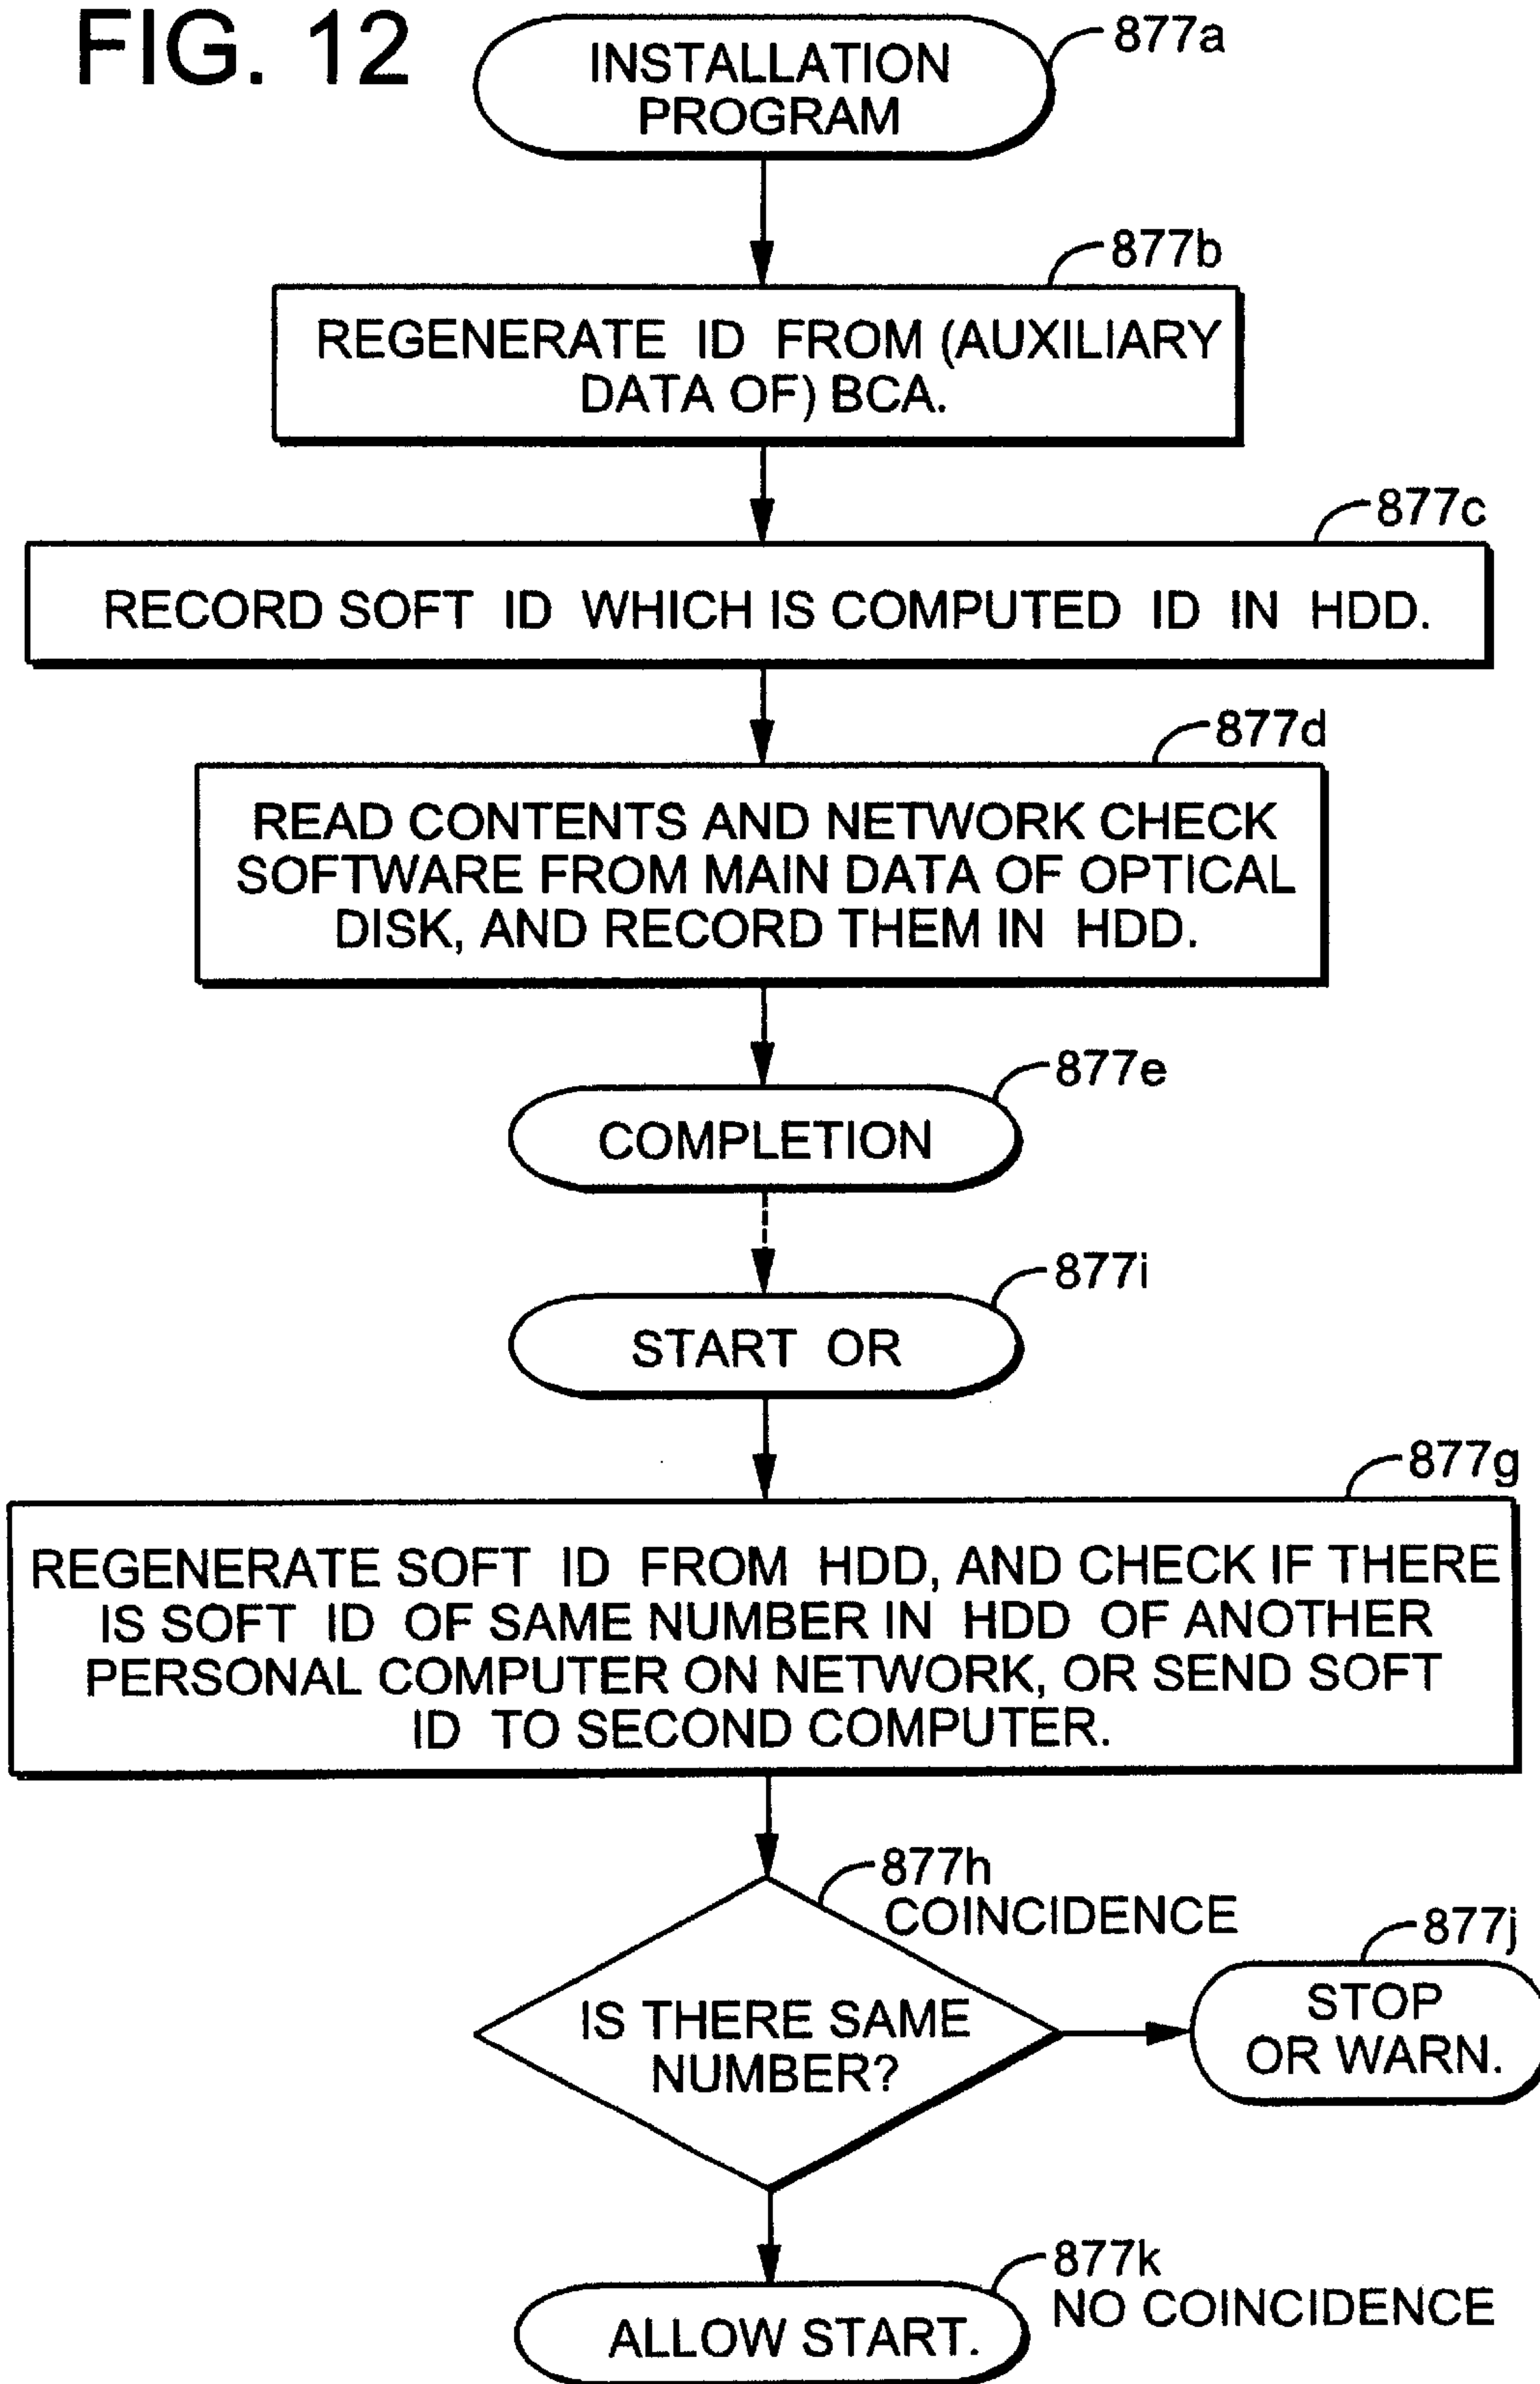 FIG. 12
877a
INSTALLATION
PROGRAM
877b
REGENERATE ID FROM (AUXILIARY
DATA OF) BCA.
877c
RECORD SOFT ID WHICH IS COMPUTED ID IN HDD.
877d
READ CONTENTS AND NETWORK CHECK
SOFTWARE FROM MAIN DATA OF OPTICAL
DISK, AND RECORD THEM IN HDD.
877e
COMPLETION
877i
START OR
877g
REGENERATE SOFT ID FROM HDD, AND CHECK IF THERE
IS SOFT ID OF SAME NUMBER IN HDD OF ANOTHER
PERSONAL COMPUTER ON NETWORK, OR SEND SOFT
ID TO SECOND COMPUTER.
877h
COINCIDENCE
IS THERE SAME
NUMBER?
877j
STOP
OR WARN.
877k
NO COINCIDENCE
ALLOW START.